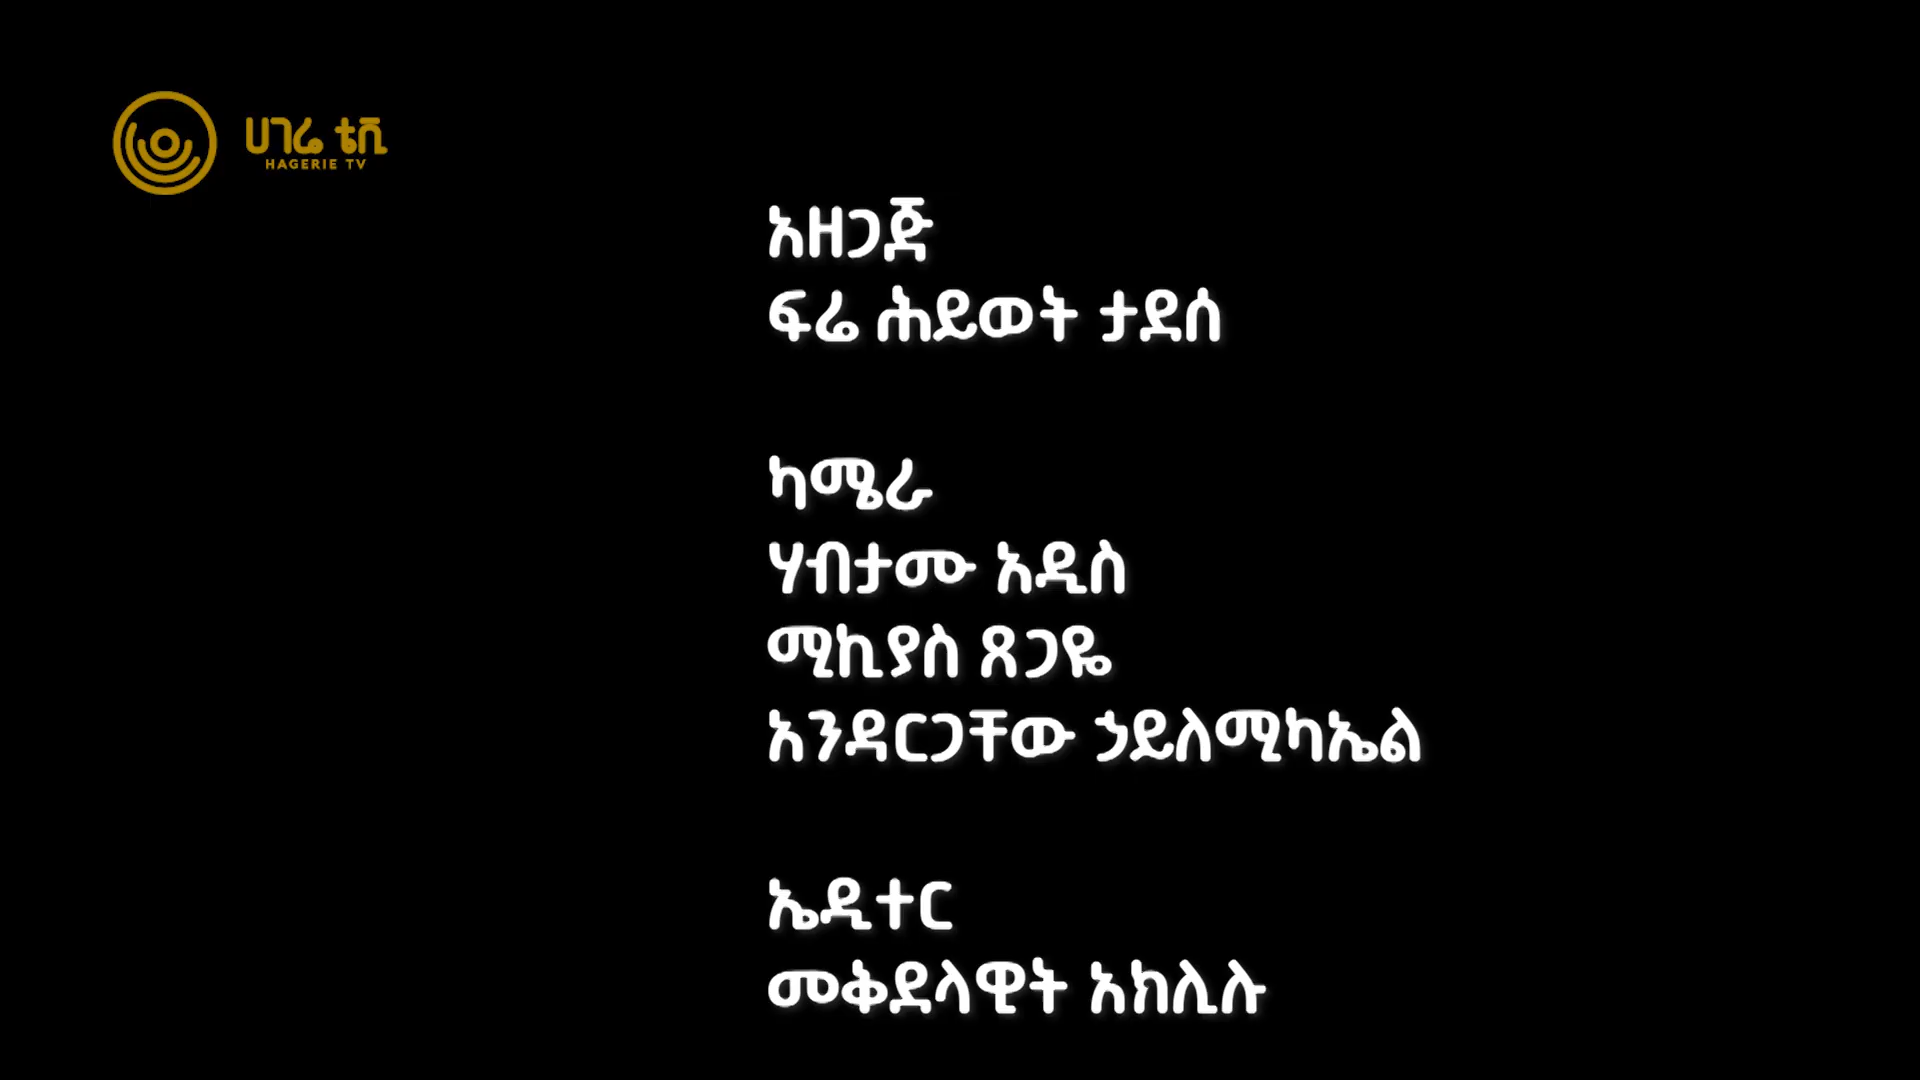 ሀገሬ ቴቪ
HAGERIE TV
አዘጋጅ
ፍሬ ሕይወት ታደሰ
ካሜራ
ሃብታሙ አዲስ
ሚኪያስ ጸጋዬ
አንዳርጋቸው ኃይለሚካኤል
ኤዲተር
መቅደላዊት አክሊሉ